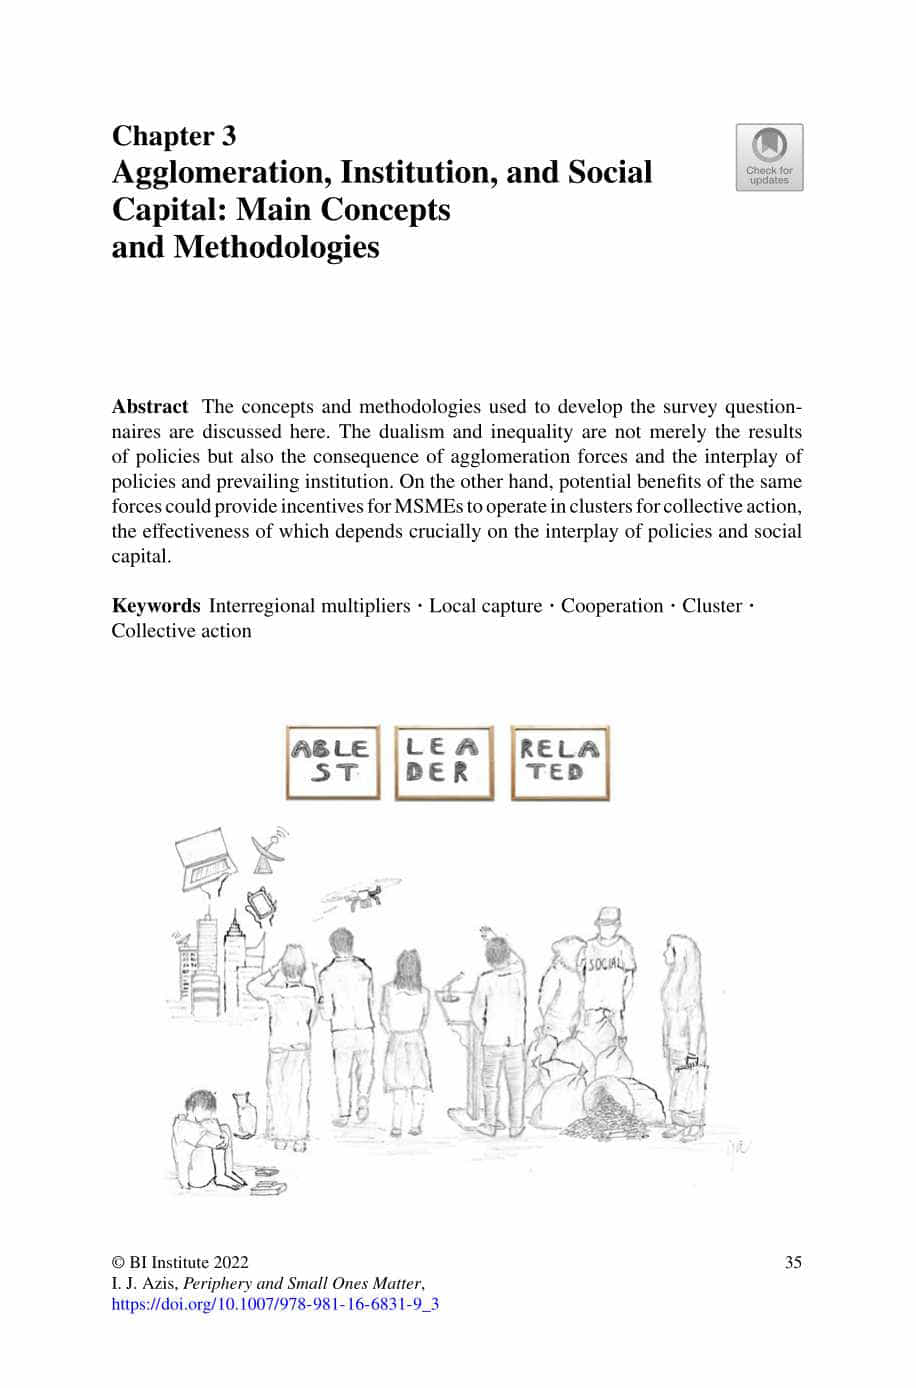 Chapter 3
Agglomeration, Institution, and Social
Capital: Main Concepts
and Methodologies
Check for
updates
Abstract The concepts and methodologies used to develop the survey question-
naires are discussed here. The dualism and inequality are not merely the results
of policies but also the consequence of agglomeration forces and the interplay of
policies and prevailing institution. On the other hand, potential benefits of the same
forces could provide incentives for MSMEs to operate in clusters for collective action,
the effectiveness of which depends crucially on the interplay of policies and social
capital.
Keywords Interregional multipliers · Local capture · Cooperation · Cluster ·
Collective action
ABLE
ST
LEA
DER
RELA
TED
SOCIAL
© BI Institute 2022
35
I. J. Azis, Periphery and Small Ones Matter,
https://doi.org/10.1007/978-981-16-6831-9_3